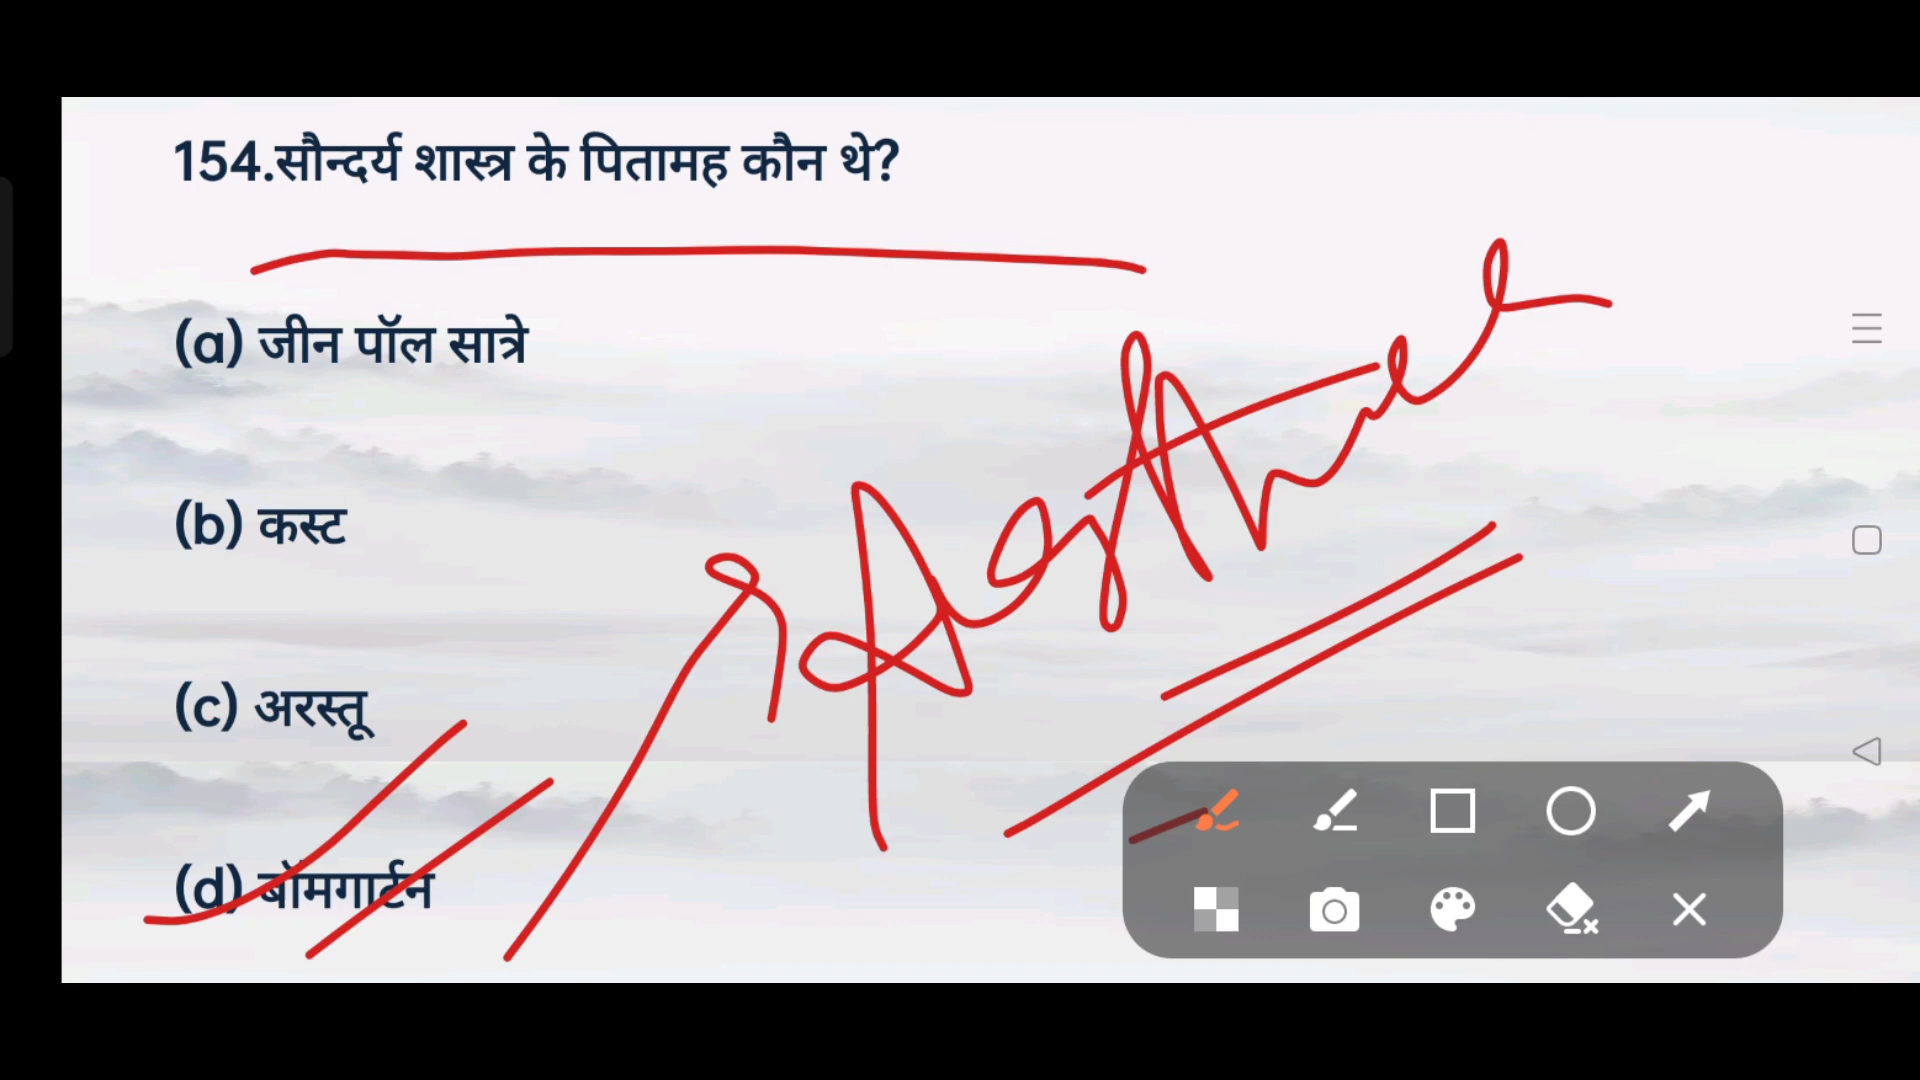 154.सौन्दर्य शास्त्र के पितामह कौन थे?
(a) जीन पॉल सात्रे
(b) कस्ट
(c) अरस्तू
(d) बॉमगार्टन